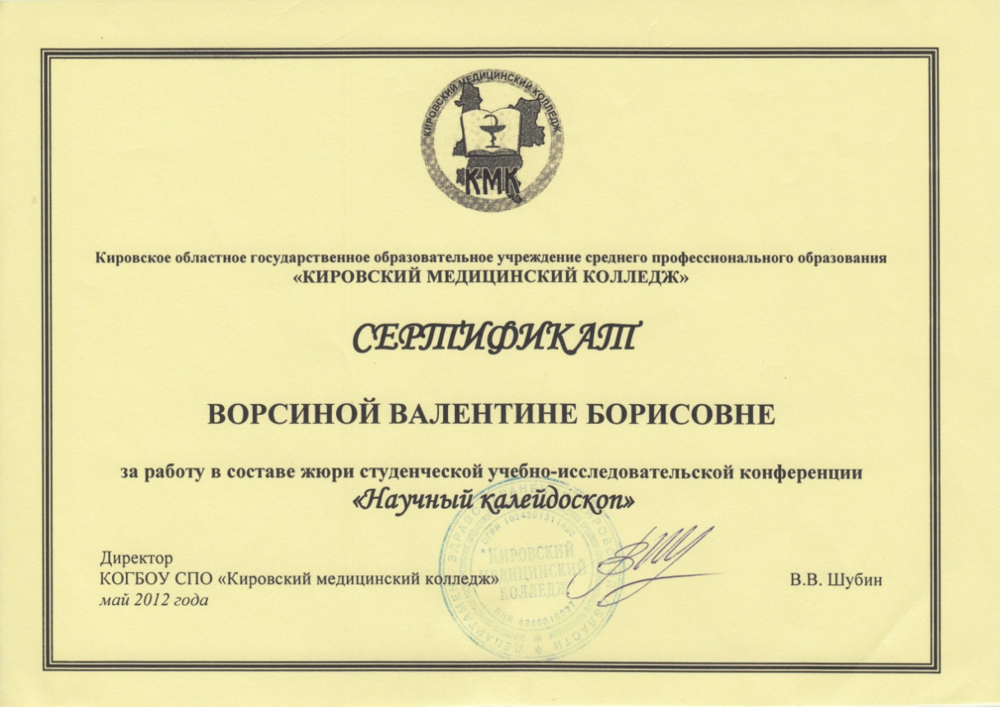 КИРОВСКИЙ МЕДИЦИНСКИЙ КОЛЛЕДЖ
КМК
Кировское областное государственное образовательное учреждение среднего профессионального образования
«КИРОВСКИЙ МЕДИЦИНСКИЙ КОЛЛЕДЖ»
СЕРТИФИКАТ
ВОРСИНОЙ ВАЛЕНТИНЕ БОРИСОВНЕ
за работу в составе жюри студенческой учебно-исследовательской конференции
«Научный калейдоскоп»
"КИРОВСКИЙ
МЕДИЦИНСКИЙ
КОЛЛЕДЖ
Директор
КОГБОУ СПО «Кировский медицинский колледж»
В.В. Шубин
май 2012 года